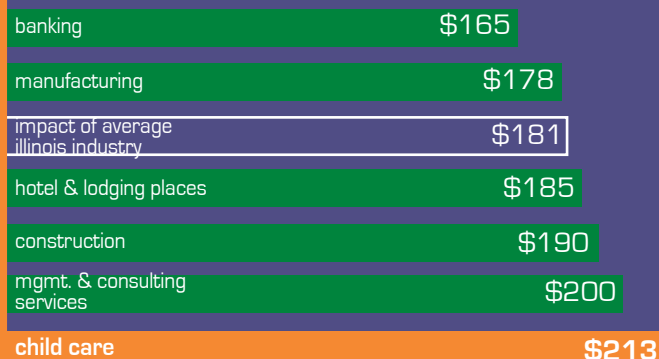 banking $165
manufacturing $178
impact of average
illinois industry $181
hotel & lodging places $185
construction $190
mgmt. & consulting
services $200
child care $213